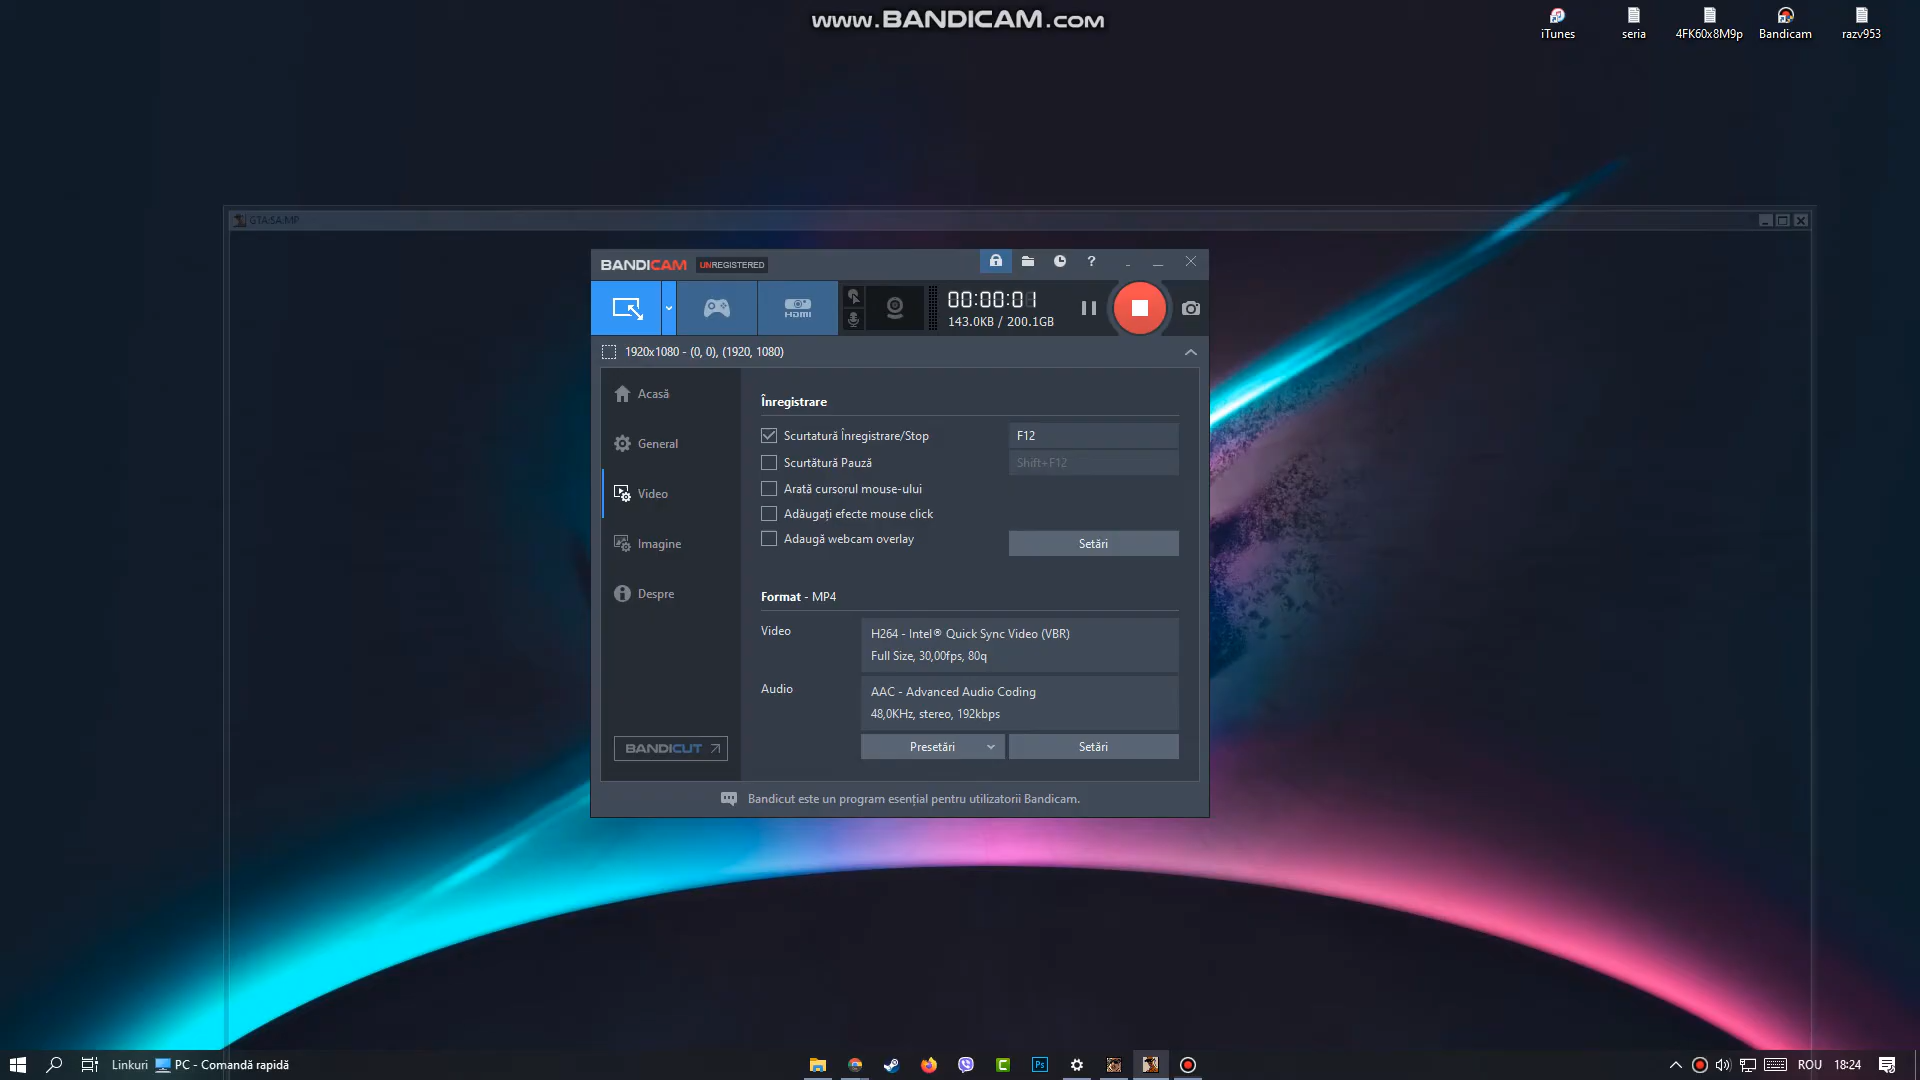 www.BANDICAM.com
iTunes
seria
4FK60x8M9p
Bandicam
razv953
GTA:SA:MP
BANDICAM UNREGISTERED
?
HDMI
00:00:01
143.0KB / 200.1GB
1920x1080 - (0, 0), (1920, 1080)
Acasă
General
Video
Imagine
Despre
BANDICUT
Înregistrare
Scurtatură Înregistrare/Stop
F12
Scurtătură Pauză
Shift+F12
Arată cursorul mouse-ului
Adăugați efecte mouse click
Adaugă webcam overlay
Setări
Format - MP4
Video
H264 - Intel® Quick Sync Video (VBR)
Full Size, 30,00fps, 80q
Audio
AAC - Advanced Audio Coding
48,0KHz, stereo, 192kbps
Presetări
Setări
Bandicut este un program esențial pentru utilizatorii Bandicam.
Linkuri
PC - Comandă rapidă
Ps
ROU
18:24